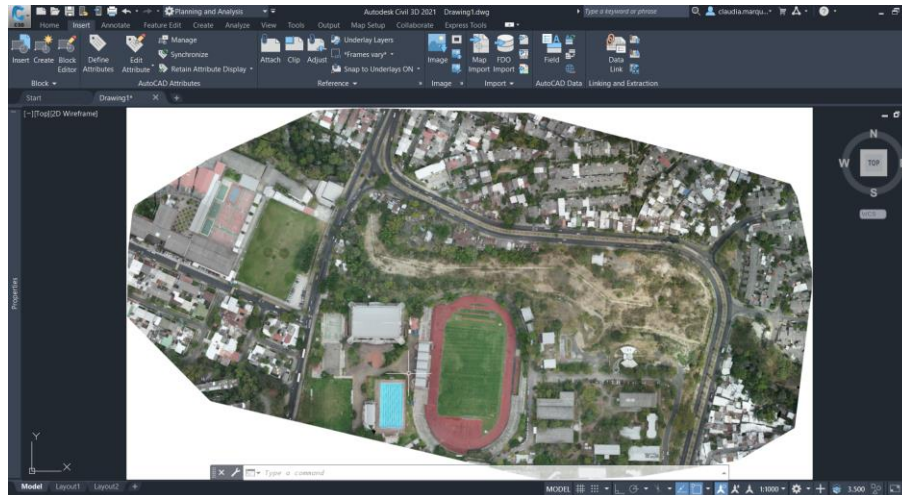 C3D Planning and Analysis Autodesk Civil 3D 2021 Drawing1.dwg Type a keyword or phrase claudia.marqu...
Home Insert Annotate Feature Edit Create Analyze View Tools Output Map Setup Collaborate Express Tools
Insert Create Block Editor Define Attributes Edit Attribute Manage Synchronize Retain Attribute Display Attach Clip Adjust Underlay Layers *Frames vary* Snap to Underlays ON Image Map Import FDO Import Field Data Link
Block AutoCAD Attributes Reference Image Import AutoCAD Data Linking and Extraction
Start Drawing1*
[−][Top][2D Wireframe]
N
W TOP
S
WCS
Properties
Y
X
Type a command
Model Layout1 Layout2 MODEL 1:1000 3.500